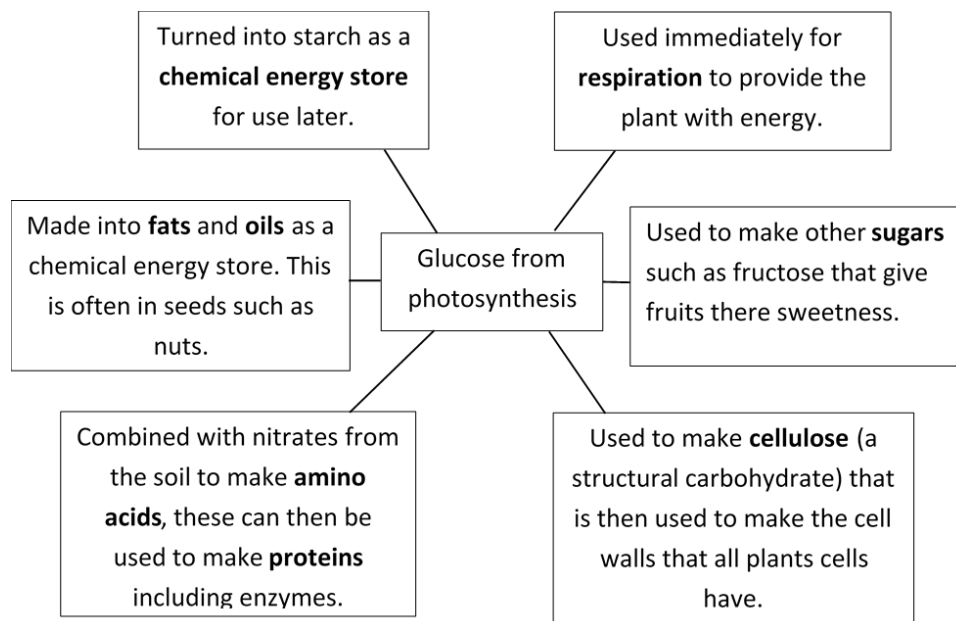 Turned into starch as a
chemical energy store
for use later.
Used immediately for
respiration to provide the
plant with energy.
Made into fats and oils as a
chemical energy store. This
is often in seeds such as
nuts.
Glucose from
photosynthesis
Used to make other sugars
such as fructose that give
fruits there sweetness.
Combined with nitrates from
the soil to make amino
acids, these can then be
used to make proteins
including enzymes.
Used to make cellulose (a
structural carbohydrate) that
is then used to make the cell
walls that all plants cells
have.